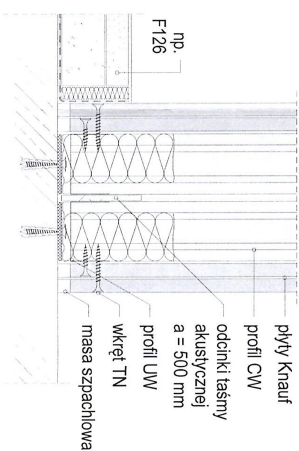 np.
F126
płyty Knauf
profil CW
odcinki taśmy
akustycznej
a = 500 mm
profil UW
wkręt TN
masa szpachlowa